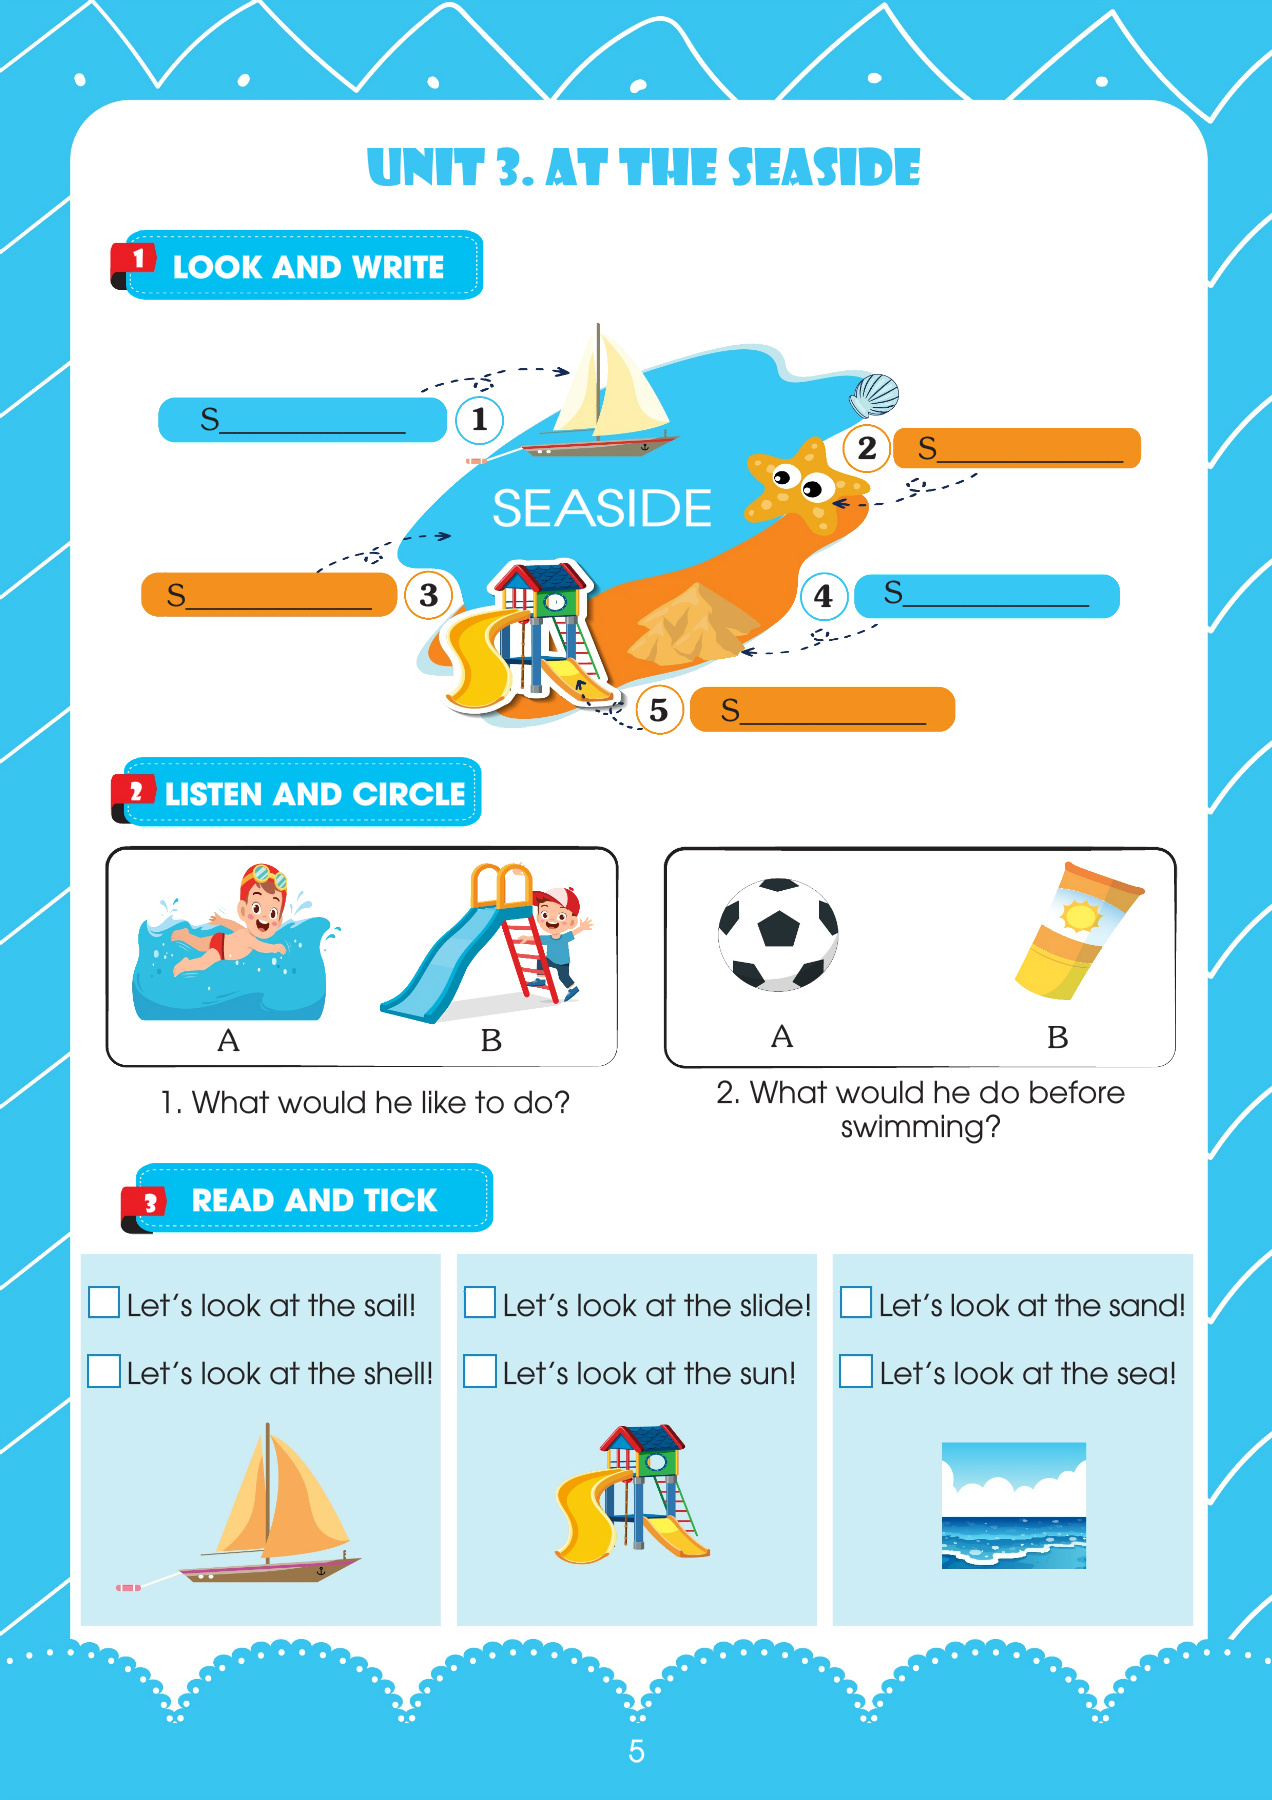 UNIT 3. AT THE SEASIDE
1 LOOK AND WRITE
S____________ 1
2 S____________
SEASIDE
S____________ 3
4 S____________
5 S____________
2 LISTEN AND CIRCLE
A B
A B
1. What would he like to do?
2. What would he do before
swimming?
3 READ AND TICK
Let's look at the sail!
Let's look at the shell!
Let's look at the slide!
Let's look at the sun!
Let's look at the sand!
Let's look at the sea!
5